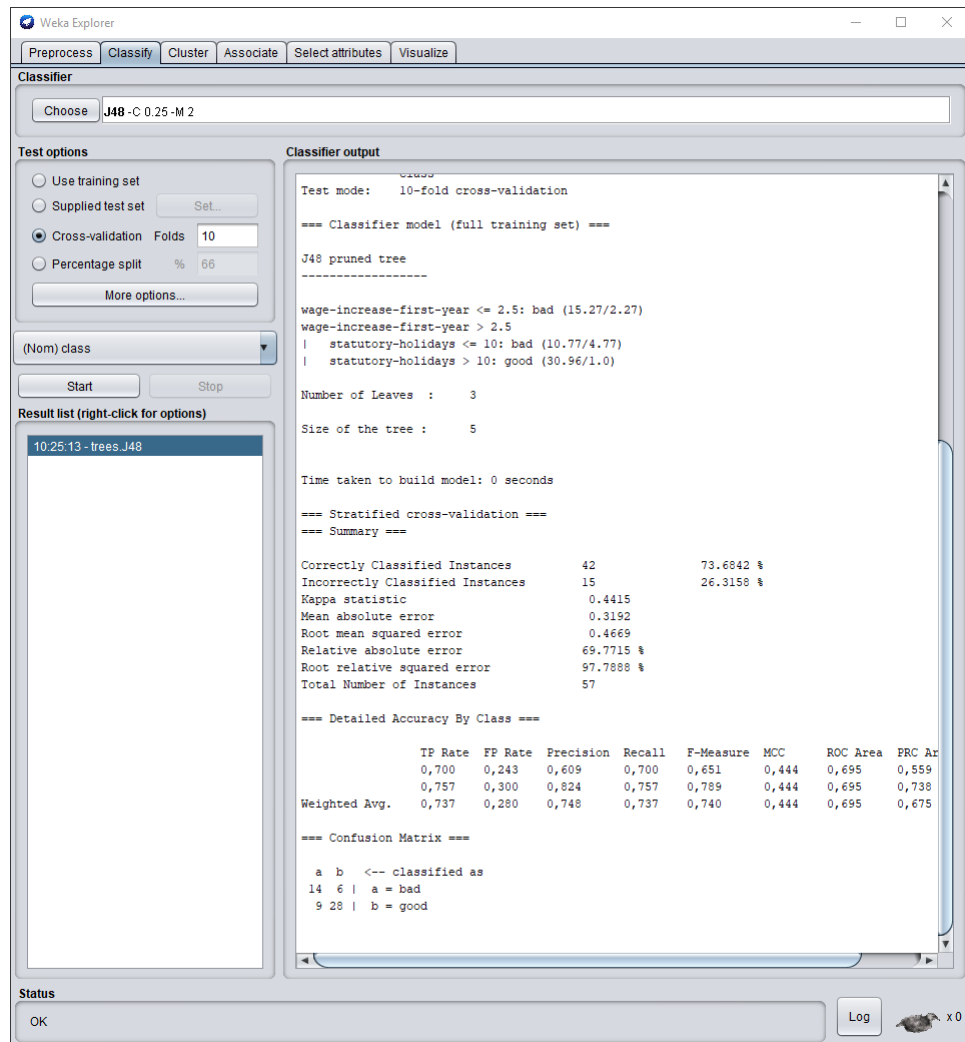 Weka Explorer
Preprocess Classify Cluster Associate Select attributes Visualize
Classifier
Choose J48 -C 0.25 -M 2
Test options
Use training set
Supplied test set Set...
Cross-validation Folds 10
Percentage split % 66
More options...
(Nom) class
Start Stop
Result list (right-click for options)
10:25:13 - trees.J48
Classifier output
class
Test mode: 10-fold cross-validation
=== Classifier model (full training set) ===
J48 pruned tree
------------------
wage-increase-first-year <= 2.5: bad (15.27/2.27)
wage-increase-first-year > 2.5
| statutory-holidays <= 10: bad (10.77/4.77)
| statutory-holidays > 10: good (30.96/1.0)
Number of Leaves : 3
Size of the tree : 5
Time taken to build model: 0 seconds
=== Stratified cross-validation ===
=== Summary ===
Correctly Classified Instances 42 73.6842 %
Incorrectly Classified Instances 15 26.3158 %
Kappa statistic 0.4415
Mean absolute error 0.3192
Root mean squared error 0.4669
Relative absolute error 69.7715 %
Root relative squared error 97.7888 %
Total Number of Instances 57
=== Detailed Accuracy By Class ===
TP Rate FP Rate Precision Recall F-Measure MCC ROC Area PRC Ar
0,700 0,243 0,609 0,700 0,651 0,444 0,695 0,559
0,757 0,300 0,824 0,757 0,789 0,444 0,695 0,738
Weighted Avg. 0,737 0,280 0,748 0,737 0,740 0,444 0,695 0,675
=== Confusion Matrix ===
a b <-- classified as
14 6 | a = bad
9 28 | b = good
Status
OK
Log
x 0